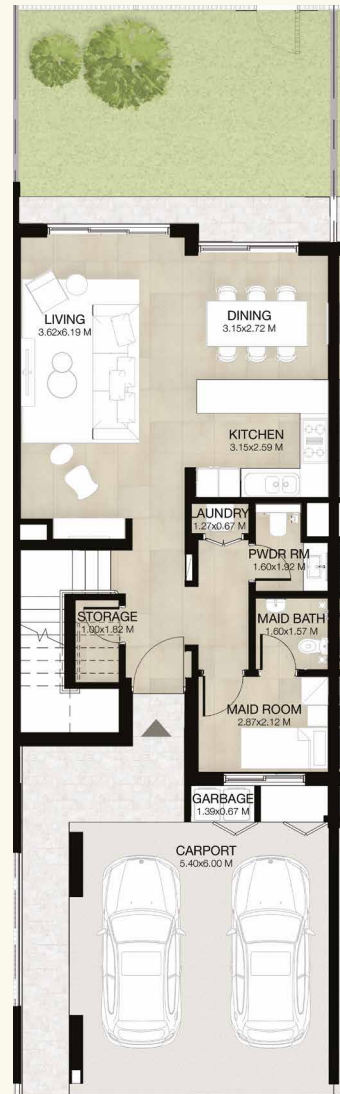 LIVING
3.62x6.19 M
DINING
3.15x2.72 M
KITCHEN
3.15x2.59 M
LAUNDRY
1.27x0.67 M
PWDR RM
1.60x1.92 M
STORAGE
1.00x1.82 M
MAID BATH
1.60x1.57 M
MAID ROOM
2.87x2.12 M
GARBAGE
1.39x0.67 M
CARPORT
5.40x6.00 M